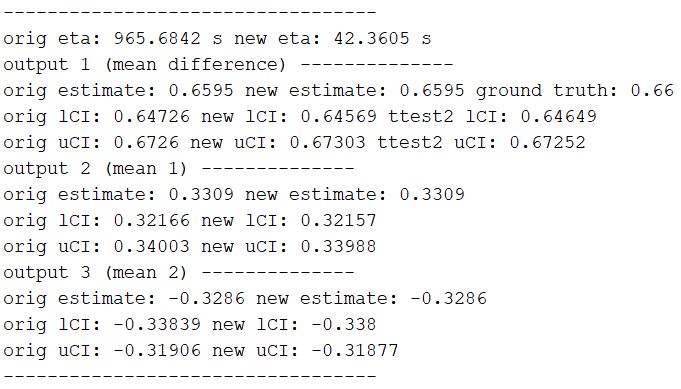 ----------------------------------
orig eta: 965.6842 s new eta: 42.3605 s
output 1 (mean difference) --------------
orig estimate: 0.6595 new estimate: 0.6595 ground truth: 0.66
orig lCI: 0.64726 new lCI: 0.64569 ttest2 lCI: 0.64649
orig uCI: 0.6726 new uCI: 0.67303 ttest2 uCI: 0.67252
output 2 (mean 1) --------------
orig estimate: 0.3309 new estimate: 0.3309
orig lCI: 0.32166 new lCI: 0.32157
orig uCI: 0.34003 new uCI: 0.33988
output 3 (mean 2) --------------
orig estimate: -0.3286 new estimate: -0.3286
orig lCI: -0.33839 new lCI: -0.338
orig uCI: -0.31906 new uCI: -0.31877
----------------------------------